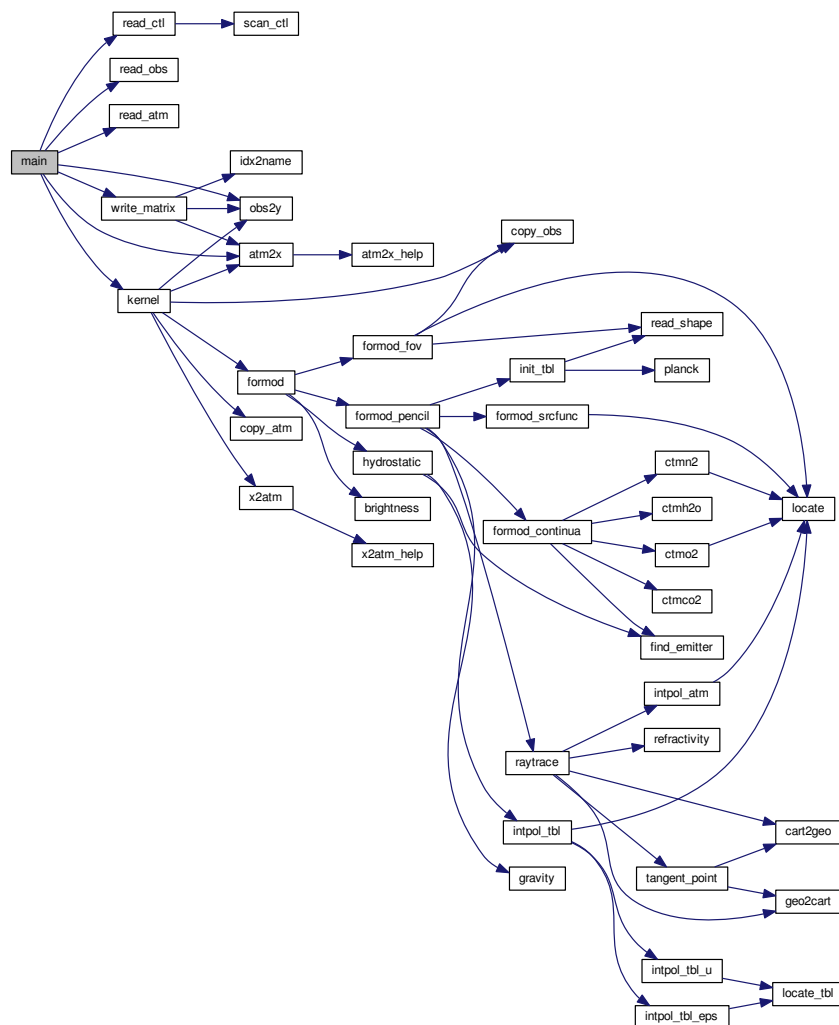 read_ctl
scan_ctl
read_obs
read_atm
main
idx2name
write_matrix
obs2y
copy_obs
atm2x
atm2x_help
kernel
read_shape
formod_fov
init_tbl
planck
formod
formod_pencil
formod_srcfunc
copy_atm
hydrostatic
ctmn2
x2atm
brightness
ctmh2o
locate
formod_continua
x2atm_help
ctmo2
ctmco2
find_emitter
intpol_atm
refractivity
raytrace
intpol_tbl
cart2geo
gravity
tangent_point
geo2cart
intpol_tbl_u
locate_tbl
intpol_tbl_eps